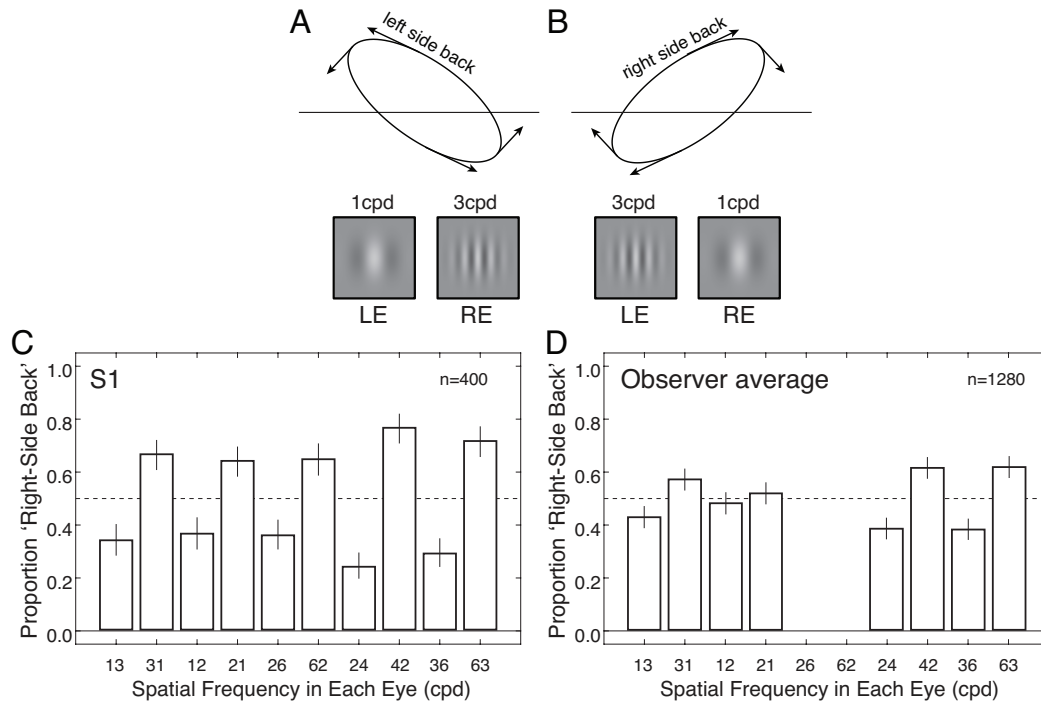 A
left side back
B
right side back
1cpd 3cpd
LE RE
3cpd 1cpd
LE RE
C
S1
n=400
Proportion ‘Right-Side Back’
1.0
0.8
0.6
0.4
0.2
0.0
13 31 12 21 26 62 24 42 36 63
Spatial Frequency in Each Eye (cpd)
D
Observer average
n=1280
Proportion ‘Right-Side Back’
1.0
0.8
0.6
0.4
0.2
0.0
13 31 12 21 26 62 24 42 36 63
Spatial Frequency in Each Eye (cpd)